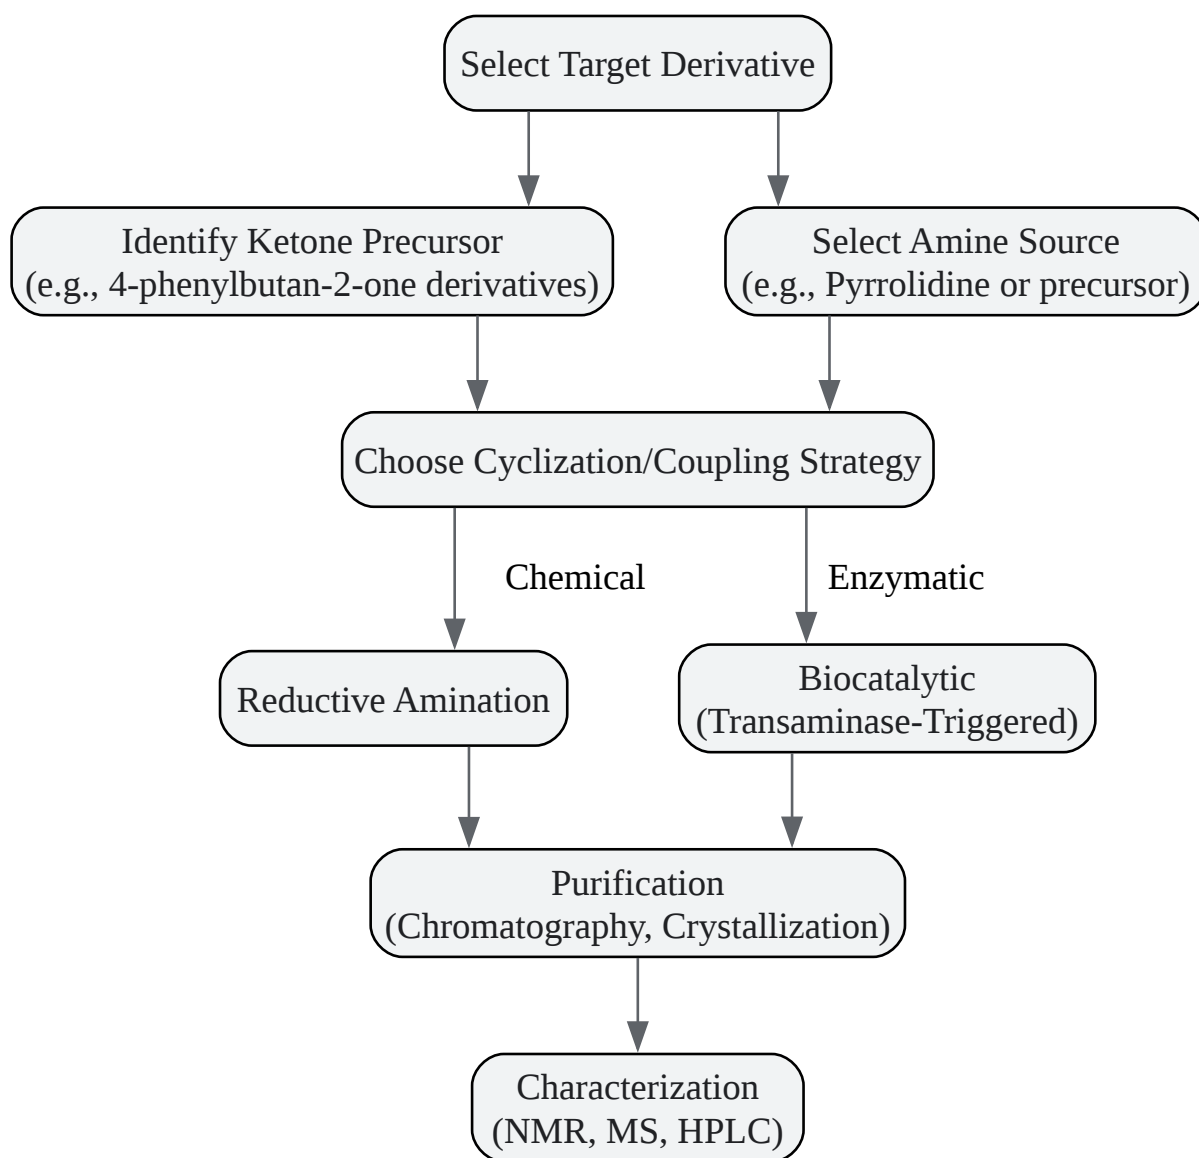 Select Target Derivative
Identify Ketone Precursor
(e.g., 4-phenylbutan-2-one derivatives)
Select Amine Source
(e.g., Pyrrolidine or precursor)
Choose Cyclization/Coupling Strategy
Chemical
Enzymatic
Reductive Amination
Biocatalytic
(Transaminase-Triggered)
Purification
(Chromatography, Crystallization)
Characterization
(NMR, MS, HPLC)